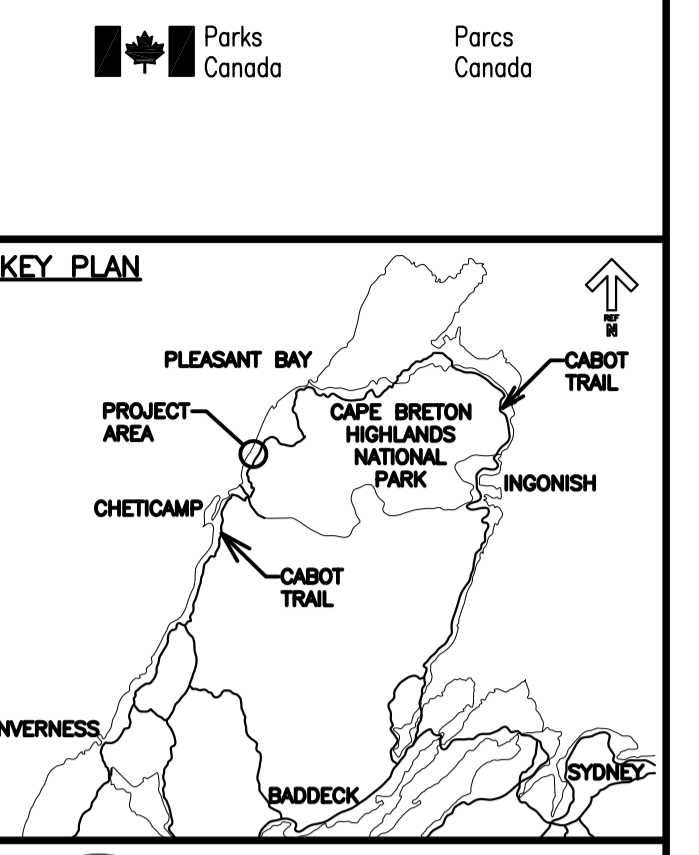 Parks
Canada
Parcs
Canada
KEY PLAN
REF
N
PLEASANT BAY
CABOT
TRAIL
PROJECT
AREA
CAPE BRETON
HIGHLANDS
NATIONAL
PARK
INGONISH
CHETICAMP
CABOT
TRAIL
NVERNESS
SYDNEY
BADDECK